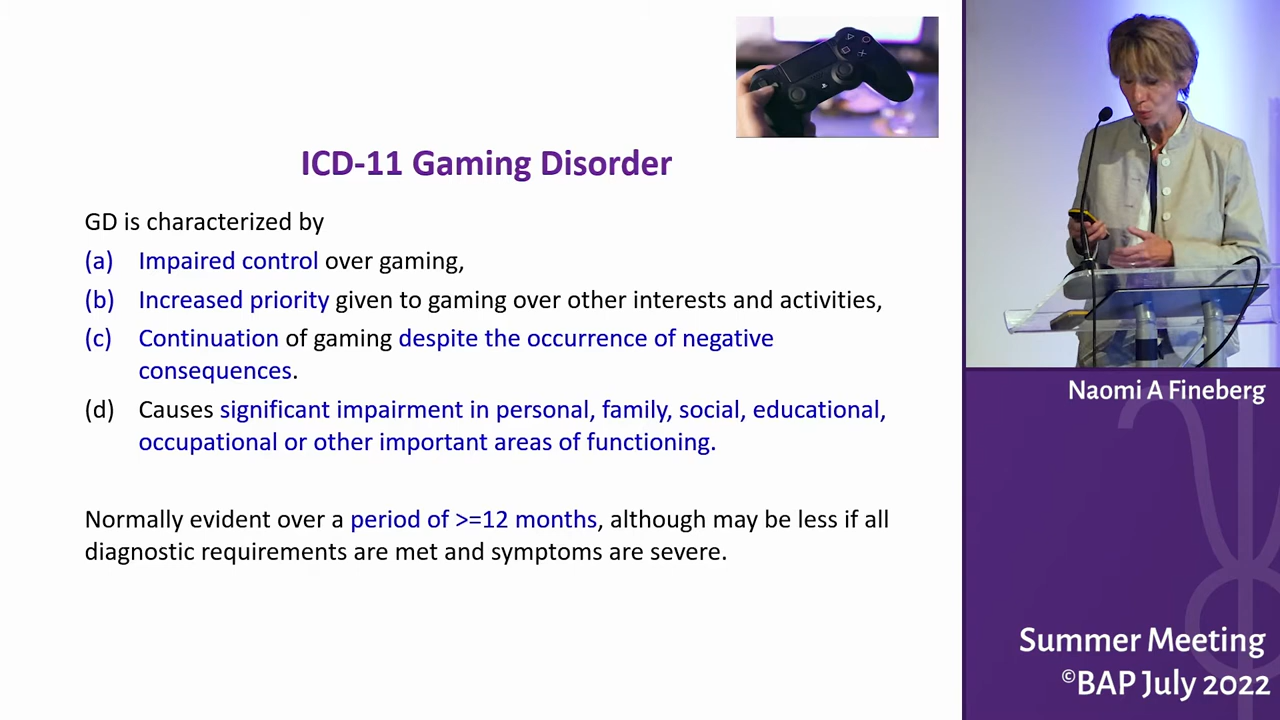 ICD-11 Gaming Disorder
GD is characterized by
(a) Impaired control over gaming,
(b) Increased priority given to gaming over other interests and activities,
(c) Continuation of gaming despite the occurrence of negative
consequences.
(d) Causes significant impairment in personal, family, social, educational,
occupational or other important areas of functioning.
Normally evident over a period of >=12 months, although may be less if all
diagnostic requirements are met and symptoms are severe.
Naomi A Fineberg
Summer Meeting
©BAP July 2022